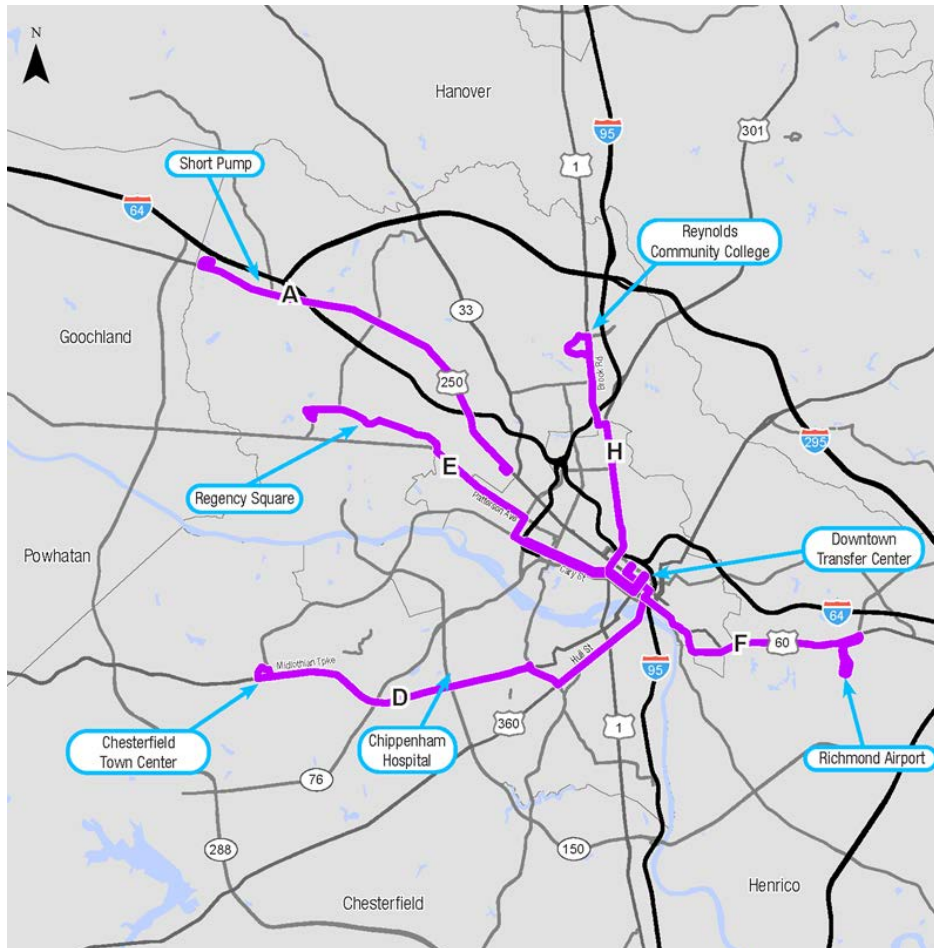 N
Hanover
95
301
1
Short Pump
64
Reynolds
Community College
33
A
Goochland
Brook Rd
250
295
H
E
Regency Square
Patterson Ave
Powhatan
Downtown
Transfer Center
Cary St
64
F
60
Midlothian Tpke
Hull St
95
D
360
1
Chesterfield
Town Center
Chippenham
Hospital
Richmond Airport
76
288
150
Henrico
Chesterfield